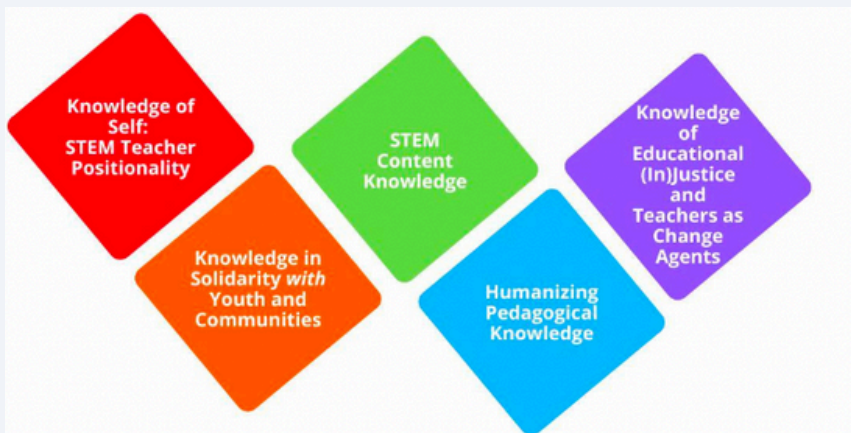 Knowledge of
Self:
STEM Teacher
Positionality
Knowledge in
Solidarity with
Youth and
Communities
STEM
Content
Knowledge
Humanizing
Pedagogical
Knowledge
Knowledge
of
Educational
(In)Justice
and
Teachers as
Change
Agents